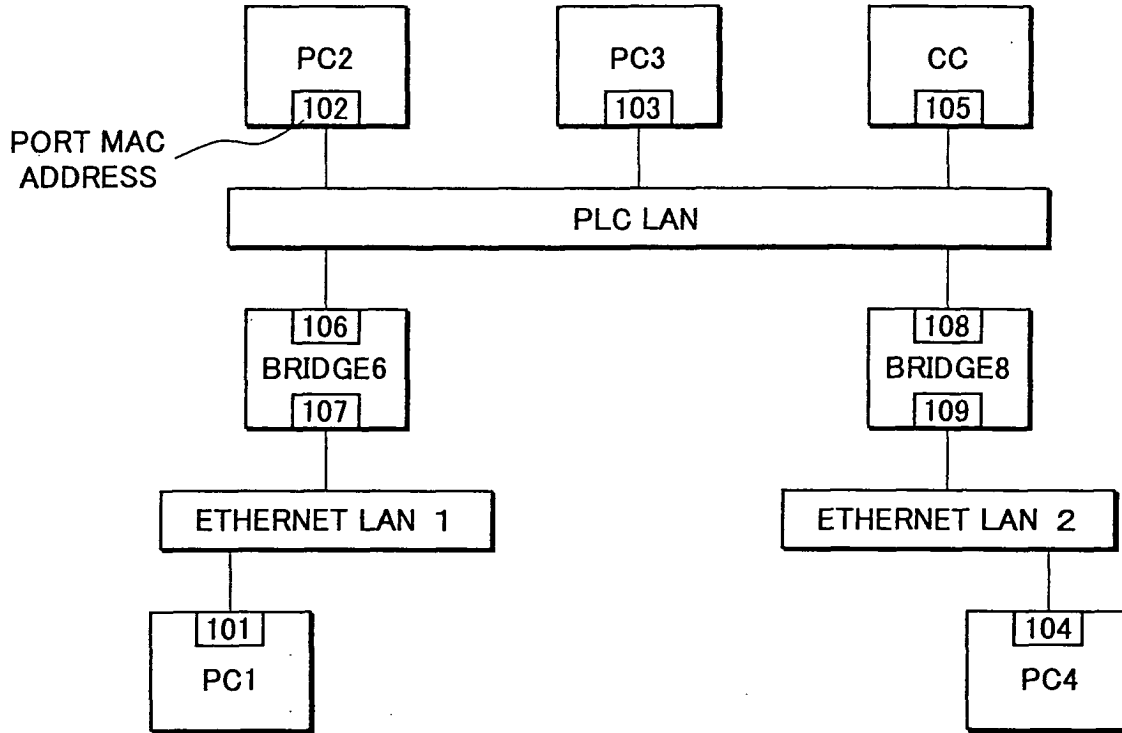 PC2
PC3
CC
102
103
105
PORT MAC
ADDRESS
PLC LAN
106
108
BRIDGE6
BRIDGE8
107
109
ETHERNET LAN 1
ETHERNET LAN 2
101
104
PC1
PC4